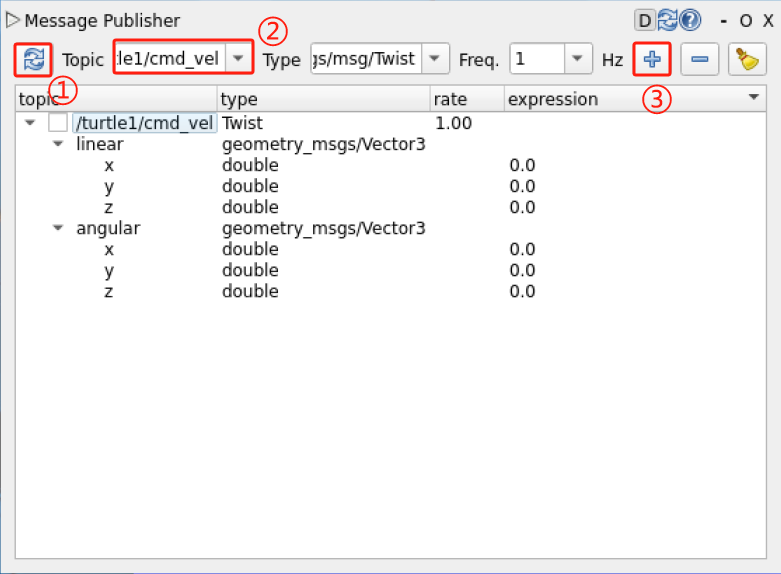 Message Publisher D ? - O X
②
Topic :le1/cmd_vel Type gs/msg/Twist Freq. 1 Hz
① ③
topic type rate expression
/turtle1/cmd_vel Twist 1.00
linear geometry_msgs/Vector3
x double 0.0
y double 0.0
z double 0.0
angular geometry_msgs/Vector3
x double 0.0
y double 0.0
z double 0.0